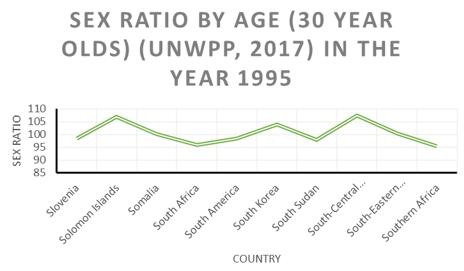 SEX RATIO BY AGE (30 YEAR
OLDS) (UNWPP, 2017) IN THE
YEAR 1995
SEX RATIO
110
105
100
95
90
85
Slovenia
Solomon Islands
Somalia
South Africa
South America
South Korea
South Sudan
South-Central...
South-Eastern...
Southern Africa
COUNTRY